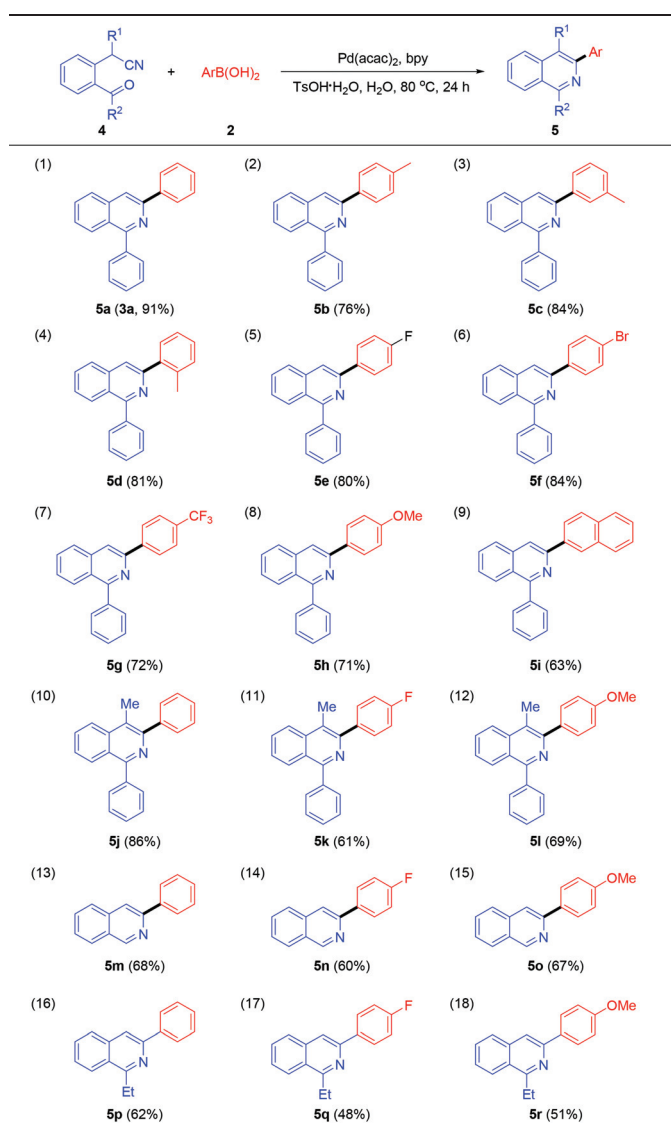 R¹ R¹
CN Ar
+ ArB(OH)₂ Pd(acac)₂, bpy
O N
TsOH·H₂O, H₂O, 80 °C, 24 h
R² R²
4 2 5
(1) (2) (3)
N N N
5a (3a, 91%) 5b (76%) 5c (84%)
(4) (5) F (6) Br
N N N
5d (81%) 5e (80%) 5f (84%)
(7) CF₃ (8) OMe (9)
N N N
5g (72%) 5h (71%) 5i (63%)
(10) Me (11) Me F (12) Me OMe
N N N
5j (86%) 5k (61%) 5l (69%)
(13) (14) F (15) OMe
N N N
5m (68%) 5n (60%) 5o (67%)
(16) (17) F (18) OMe
N N N
Et Et Et
5p (62%) 5q (48%) 5r (51%)